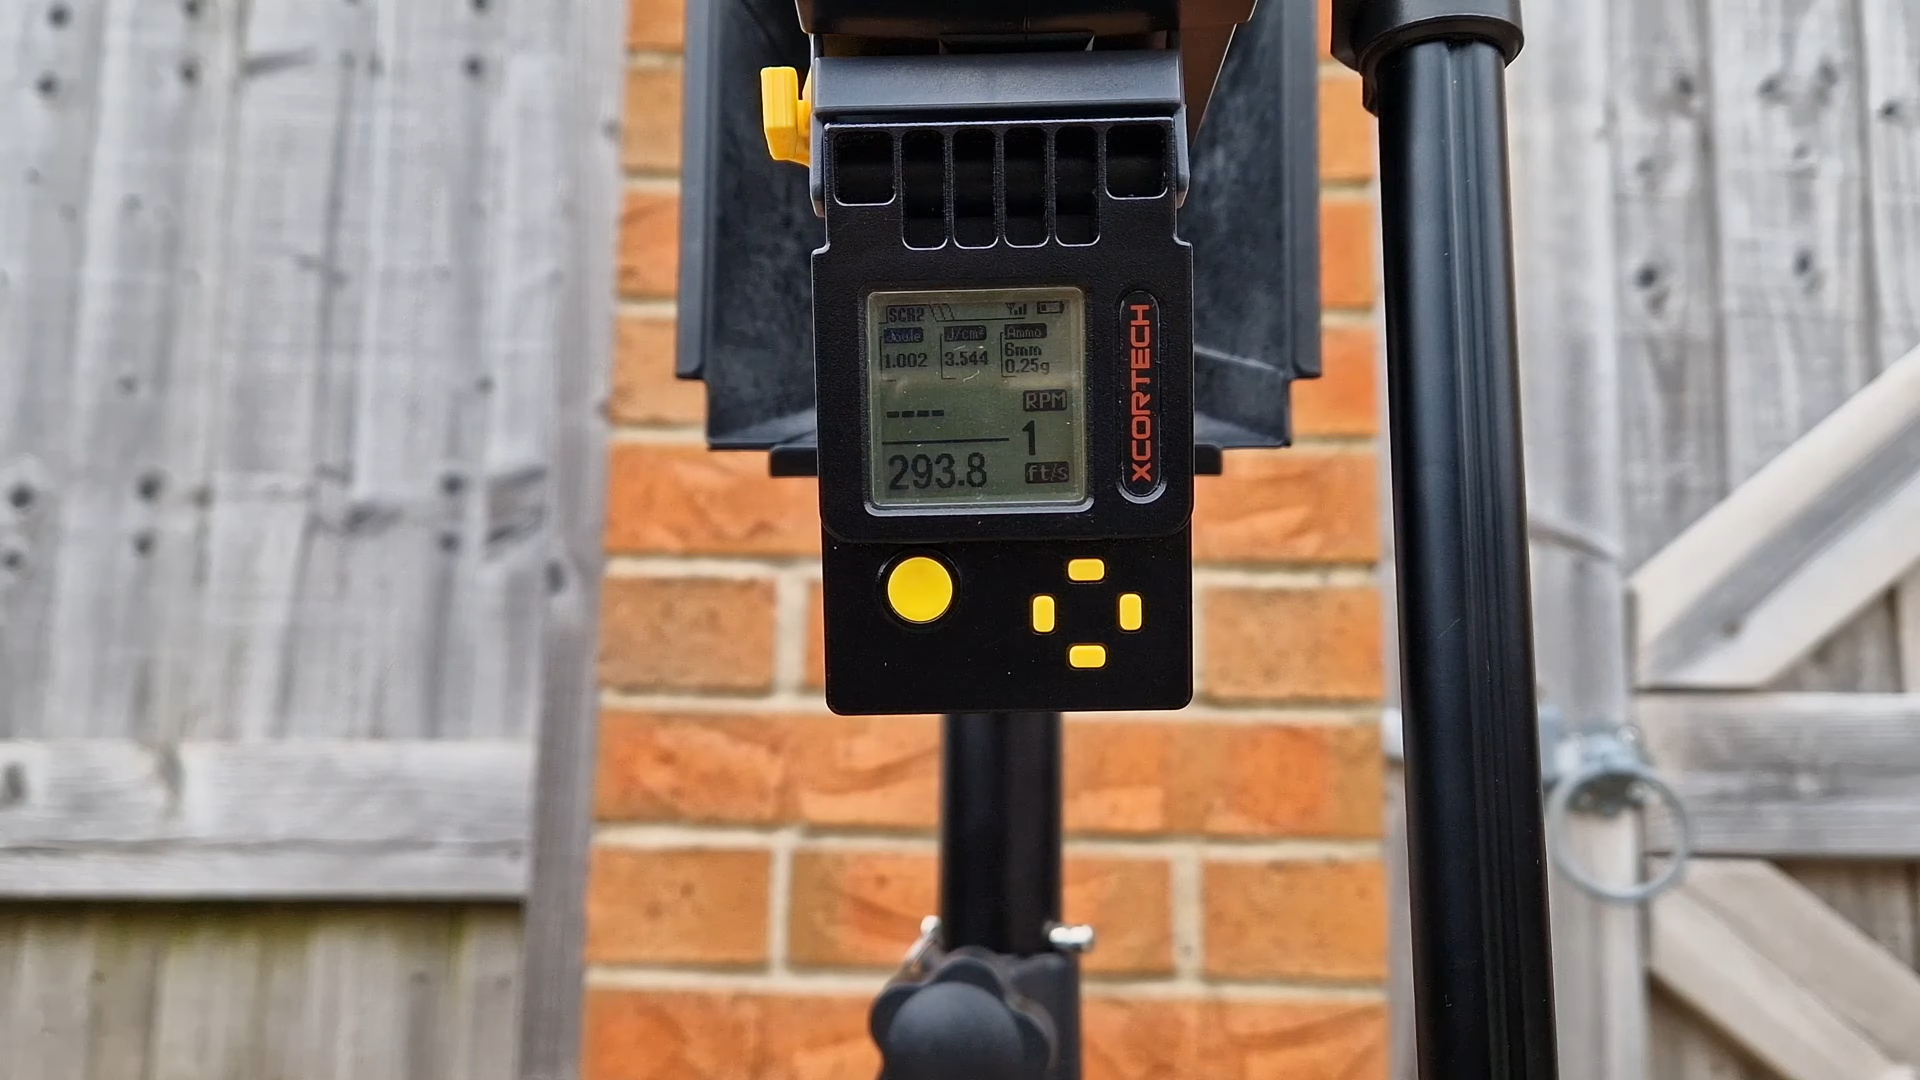 SCR2
Joule J/cm² Ammo
1.002 3.544 6mm
0.25g
---- RPM
1
293.8 ft/s
XCORTECH